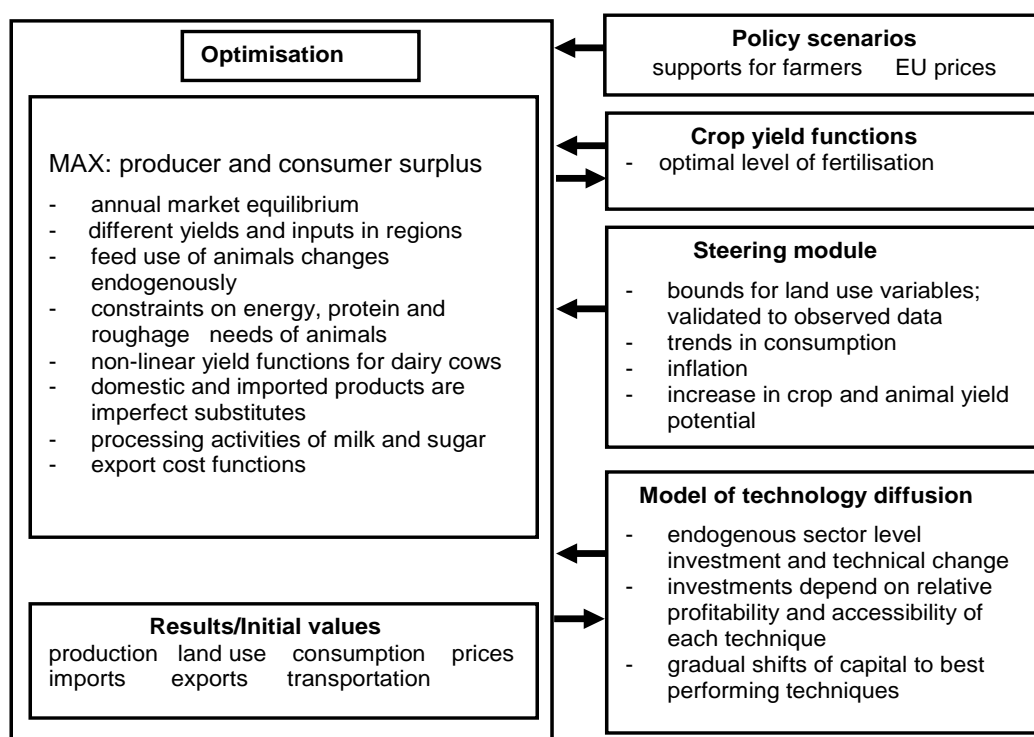 Optimisation
MAX: producer and consumer surplus
- annual market equilibrium
- different yields and inputs in regions
- feed use of animals changes
endogenously
- constraints on energy, protein and
roughage needs of animals
- non-linear yield functions for dairy cows
- domestic and imported products are
imperfect substitutes
- processing activities of milk and sugar
- export cost functions
Results/Initial values
production land use consumption prices
imports exports transportation
Policy scenarios
supports for farmers EU prices
Crop yield functions
- optimal level of fertilisation
Steering module
- bounds for land use variables;
validated to observed data
- trends in consumption
- inflation
- increase in crop and animal yield
potential
Model of technology diffusion
- endogenous sector level
investment and technical change
- investments depend on relative
profitability and accessibility of
each technique
- gradual shifts of capital to best
performing techniques